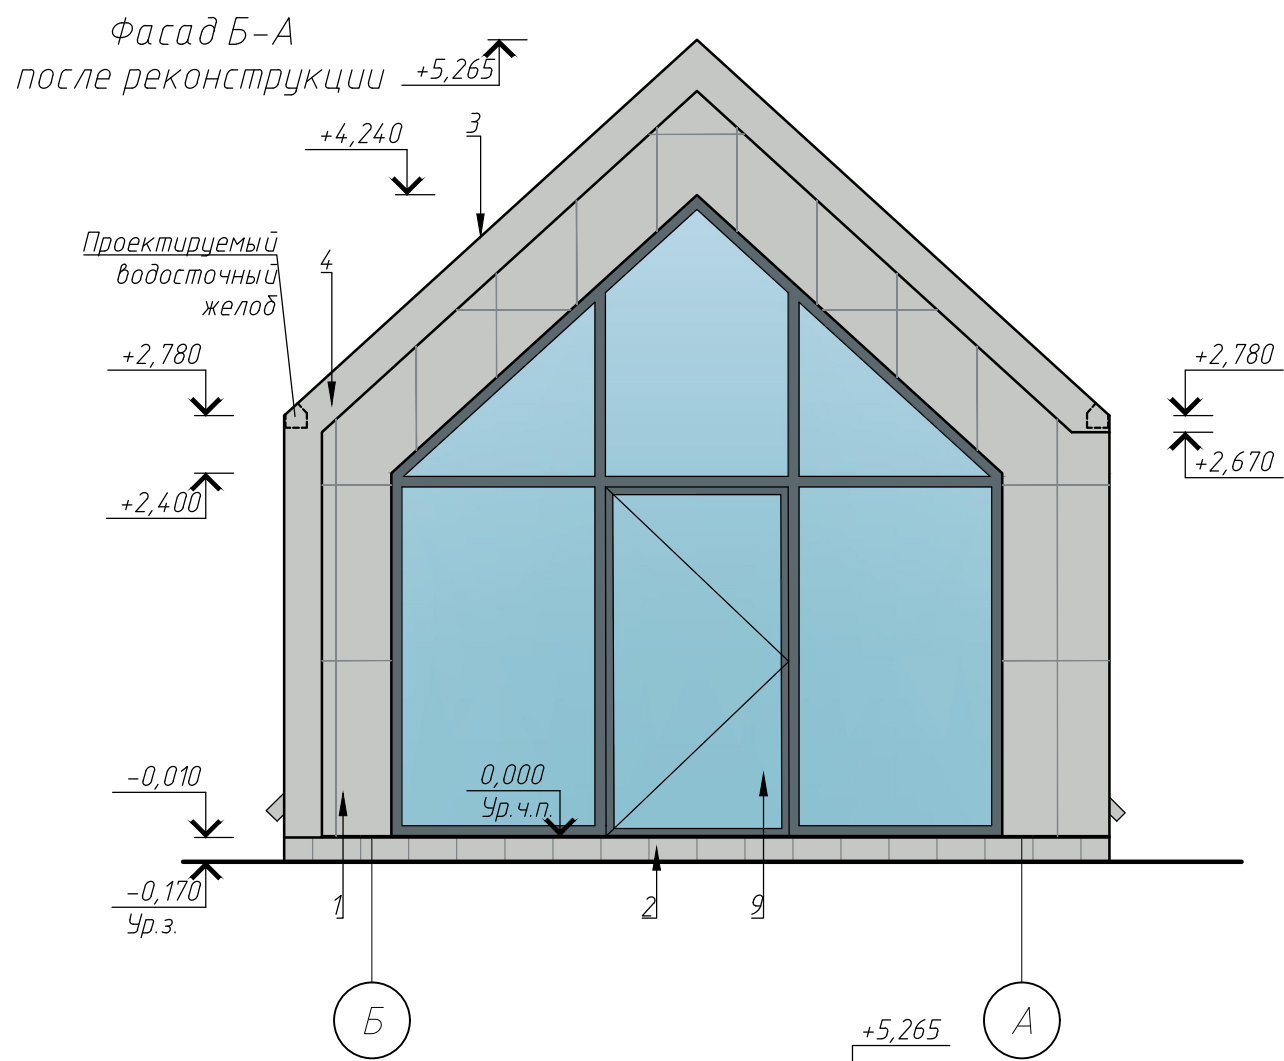 Фасад Б-А
после реконструкции
+5,265
+4,240
3
Проектируемый
водосточный
желоб
4
+2,780
+2,780
+2,670
+2,400
-0,010
0,000
Ур.ч.п.
-0,170
Ур.з.
1
2
9
Б
А
+5,265